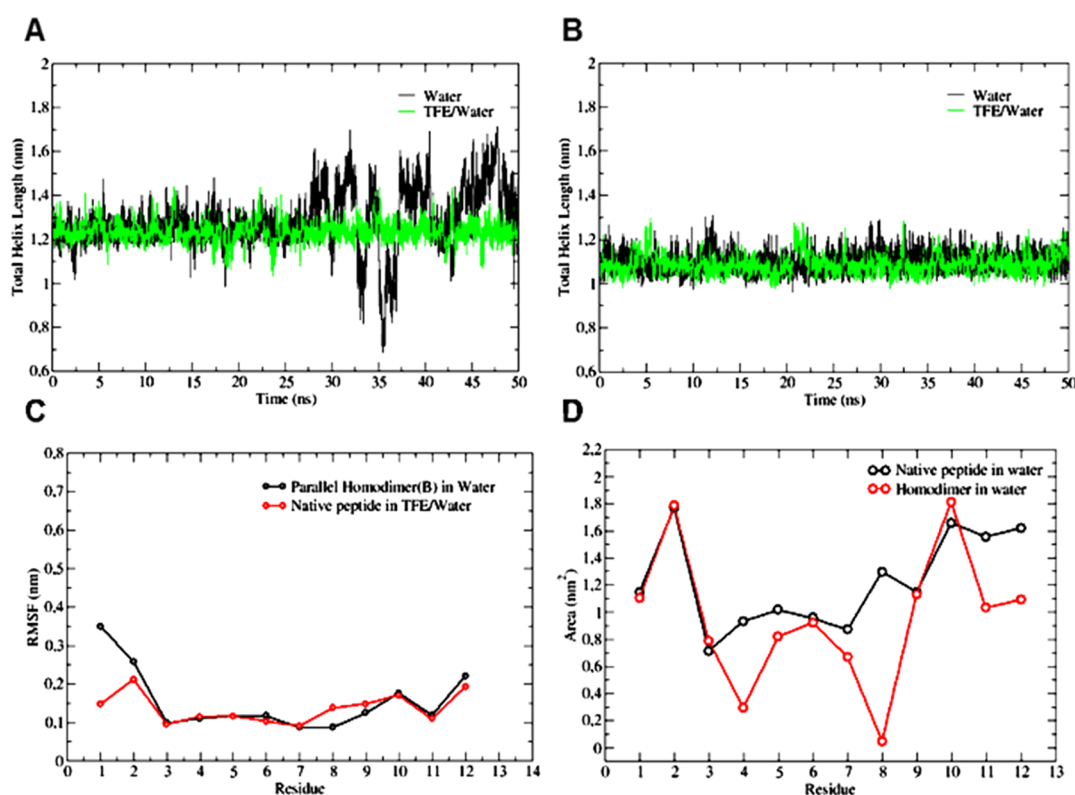 A
B
2
1.8
1.6
1.4
1.2
1
0.8
0.6
Total Helix Length (nm)
Water
TFE/Water
0 5 10 15 20 25 30 35 40 45 50
Time (ns)
2
1.8
1.6
1.4
1.2
1
0.8
0.6
Total Helix Length (nm)
Water
TFE/Water
0 5 10 15 20 25 30 35 40 45 50
Time (ns)
C
D
0.8
0.7
0.6
0.5
0.4
0.3
0.2
0.1
0
RMSF (nm)
Parallel Homodimer(B) in Water
Native peptide in TFE/Water
0 1 2 3 4 5 6 7 8 9 10 11 12 13 14
Residue
2.2
2
1.8
1.6
1.4
1.2
1
0.8
0.6
0.4
0.2
0
Area (nm²)
Native peptide in water
Homodimer in water
0 1 2 3 4 5 6 7 8 9 10 11 12 13
Residue